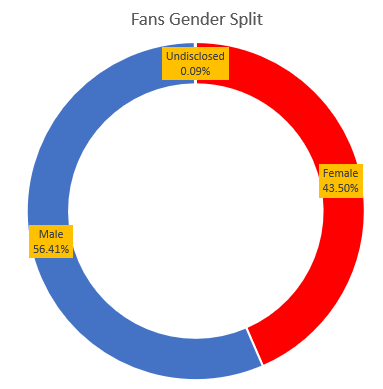 Fans Gender Split
Undisclosed
0.09%
Female
43.50%
Male
56.41%